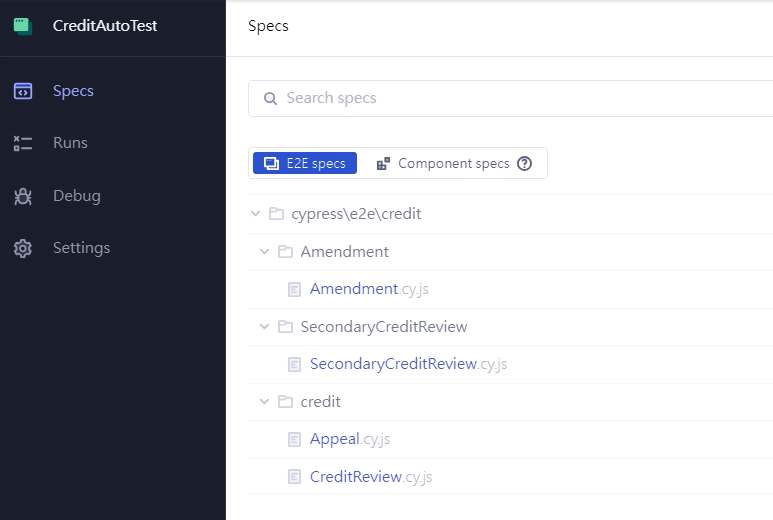 CreditAutoTest
Specs
Specs
Runs
Debug
Settings
Search specs
E2E specs
Component specs
cypress\e2e\credit
Amendment
Amendment.cy.js
SecondaryCreditReview
SecondaryCreditReview.cy.js
credit
Appeal.cy.js
CreditReview.cy.js